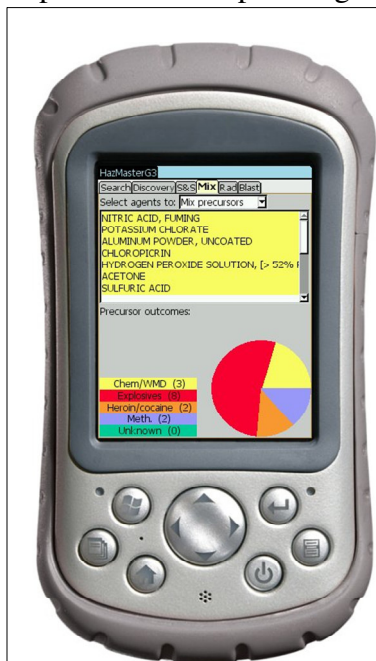 HazMasterG3
Search Discovery S&S Mix Rad Blast
Select agents to: Mix precursors
NITRIC ACID, FUMING
POTASSIUM CHLORATE
ALUMINUM POWDER, UNCOATED
CHLOROPICRIN
HYDROGEN PEROXIDE SOLUTION, [> 52%
ACETONE
SULFURIC ACID
Precursor outcomes:
Chem/WMD (3)
Explosives (8)
Heroin/cocaine (2)
Meth. (2)
Unknown (0)